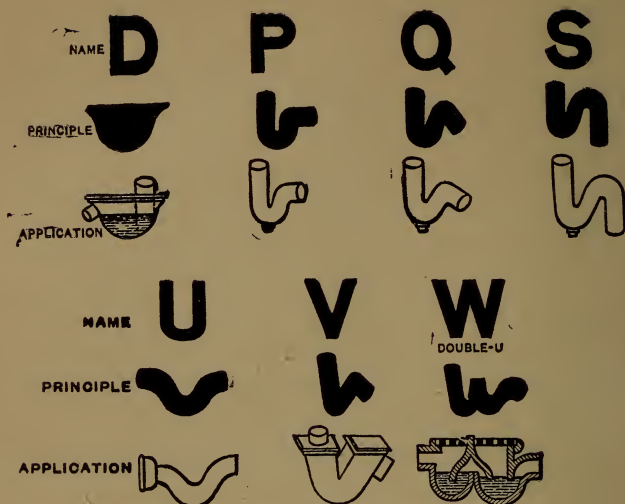 NAME D P Q S
PRINCIPLE
APPLICATION
NAME U V W
DOUBLE-U
PRINCIPLE
APPLICATION